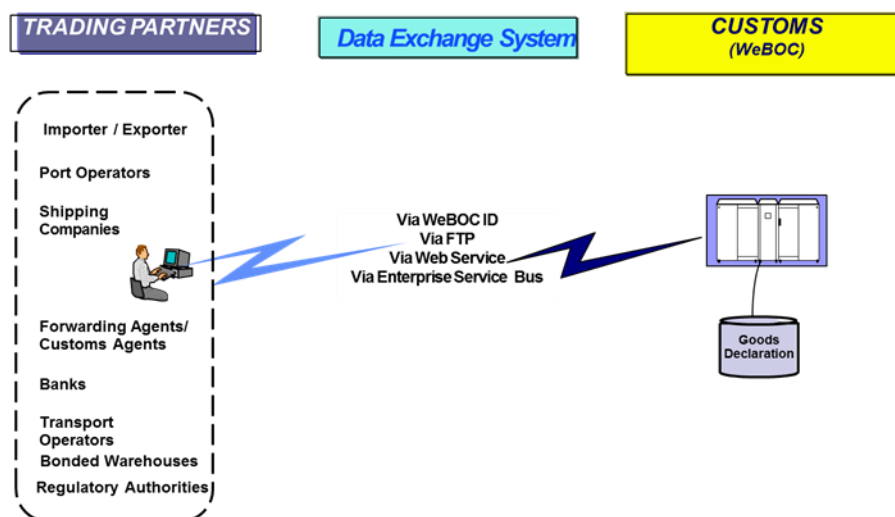 TRADING PARTNERS
Data Exchange System
CUSTOMS
(WeBOC)
Importer / Exporter
Port Operators
Shipping
Companies
Forwarding Agents/
Customs Agents
Banks
Transport
Operators
Bonded Warehouses
Regulatory Authorities
Via WeBOC ID
Via FTP
Via Web Service
Via Enterprise Service Bus
Goods
Declaration